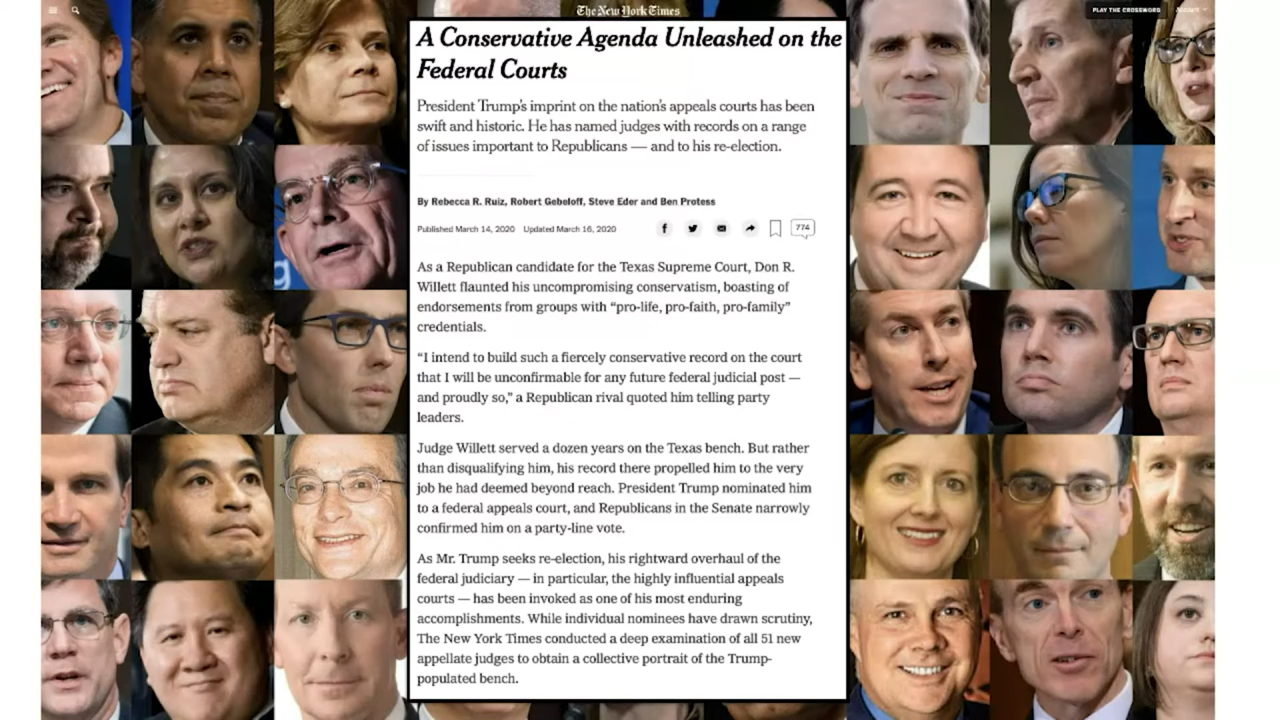 The New York Times
PLAY THE CROSSWORD
A Conservative Agenda Unleashed on the
Federal Courts
President Trump's imprint on the nation's appeals courts has been
swift and historic. He has named judges with records on a range
of issues important to Republicans — and to his re-election.
By Rebecca R. Ruiz, Robert Gebeloff, Steve Eder and Ben Protess
Published March 14, 2020 Updated March 16, 2020 774
As a Republican candidate for the Texas Supreme Court, Don R.
Willett flaunted his uncompromising conservatism, boasting of
endorsements from groups with “pro-life, pro-faith, pro-family”
credentials.
“I intend to build such a fiercely conservative record on the court
that I will be unconfirmable for any future federal judicial post —
and proudly so,” a Republican rival quoted him telling party
leaders.
Judge Willett served a dozen years on the Texas bench. But rather
than disqualifying him, his record there propelled him to the very
job he had deemed beyond reach. President Trump nominated him
to a federal appeals court, and Republicans in the Senate narrowly
confirmed him on a party-line vote.
As Mr. Trump seeks re-election, his rightward overhaul of the
federal judiciary — in particular, the highly influential appeals
courts — has been invoked as one of his most enduring
accomplishments. While individual nominees have drawn scrutiny,
The New York Times conducted a deep examination of all 51 new
appellate judges to obtain a collective portrait of the Trump-
populated bench.